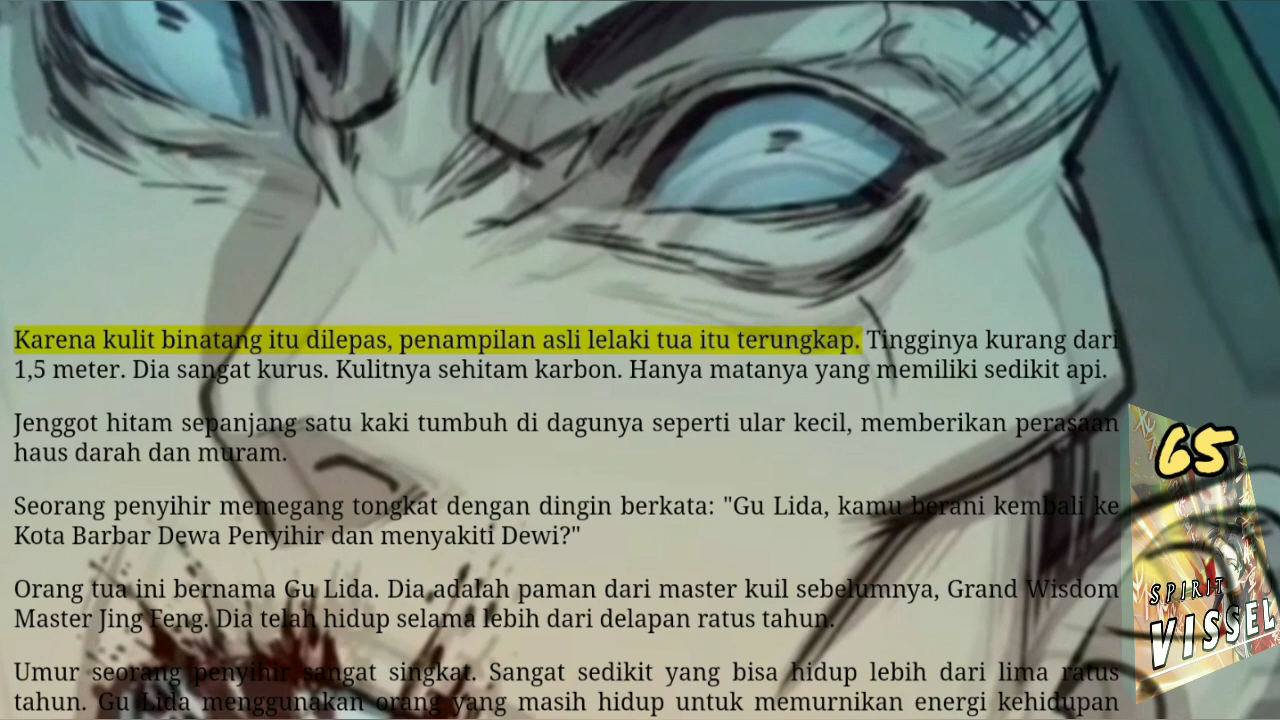 Karena kulit binatang itu dilepas, penampilan asli lelaki tua itu terungkap. Tingginya kurang dari
1,5 meter. Dia sangat kurus. Kulitnya sehitam karbon. Hanya matanya yang memiliki sedikit api.
Jenggot hitam sepanjang satu kaki tumbuh di dagunya seperti ular kecil, memberikan perasaan
haus darah dan muram.
Seorang penyihir memegang tongkat dengan dingin berkata: "Gu Lida, kamu berani kembali ke
Kota Barbar Dewa Penyihir dan menyakiti Dewi?"
Orang tua ini bernama Gu Lida. Dia adalah paman dari master kuil sebelumnya, Grand Wisdom
Master Jing Feng. Dia telah hidup selama lebih dari delapan ratus tahun.
Umur seorang penyihir sangat singkat. Sangat sedikit yang bisa hidup lebih dari lima ratus
tahun. Gu Lida menggunakan orang yang masih hidup untuk memurnikan energi kehidupan
65
SPIRIT
VISSEL